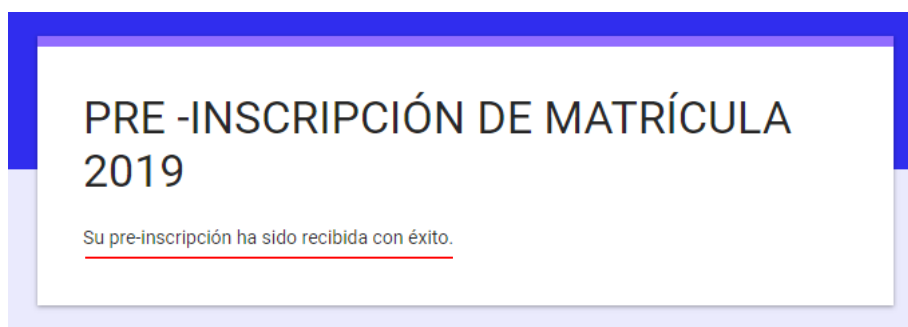 PRE -INSCRIPCIÓN DE MATRÍCULA
2019
Su pre-inscripción ha sido recibida con éxito.